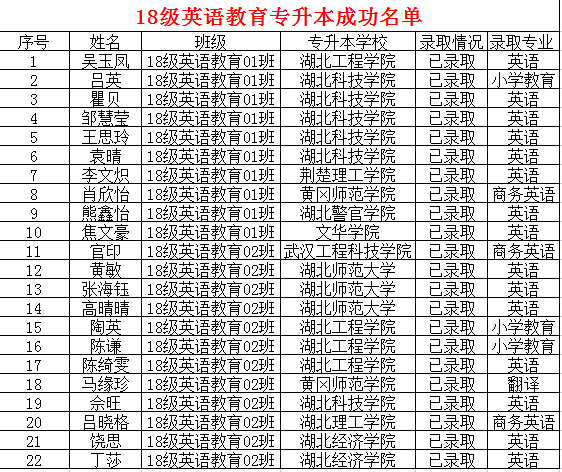 18级英语教育专升本成功名单
序号 姓名 班级 专升本学校 录取情况 录取专业
1 吴玉凤 18级英语教育01班 湖北工程学院 已录取 英语
2 吕英 18级英语教育01班 湖北科技学院 已录取 小学教育
3 瞿贝 18级英语教育01班 湖北科技学院 已录取 英语
4 邹慧莹 18级英语教育01班 湖北科技学院 已录取 英语
5 王思玲 18级英语教育01班 湖北科技学院 已录取 英语
6 袁晴 18级英语教育01班 湖北科技学院 已录取 英语
7 李文炽 18级英语教育01班 荆楚理工学院 已录取 英语
8 肖欣怡 18级英语教育01班 黄冈师范学院 已录取 商务英语
9 熊鑫怡 18级英语教育01班 湖北警官学院 已录取 英语
10 焦文豪 18级英语教育01班 文华学院 已录取 英语
11 官印 18级英语教育02班 武汉工程科技学院 已录取 商务英语
12 黄敏 18级英语教育02班 湖北师范大学 已录取 英语
13 张海钰 18级英语教育02班 湖北师范大学 已录取 英语
14 高晴晴 18级英语教育02班 湖北师范大学 已录取 英语
15 陶英 18级英语教育02班 湖北工程学院 已录取 小学教育
16 陈谦 18级英语教育02班 湖北工程学院 已录取 小学教育
17 陈绮雯 18级英语教育02班 湖北工程学院 已录取 英语
18 马缘珍 18级英语教育02班 黄冈师范学院 已录取 翻译
19 佘旺 18级英语教育02班 湖北科技学院 已录取 英语
20 吕晓格 18级英语教育02班 湖北理工学院 已录取 商务英语
21 饶思 18级英语教育02班 湖北经济学院 已录取 英语
22 丁莎 18级英语教育02班 湖北经济学院 已录取 英语